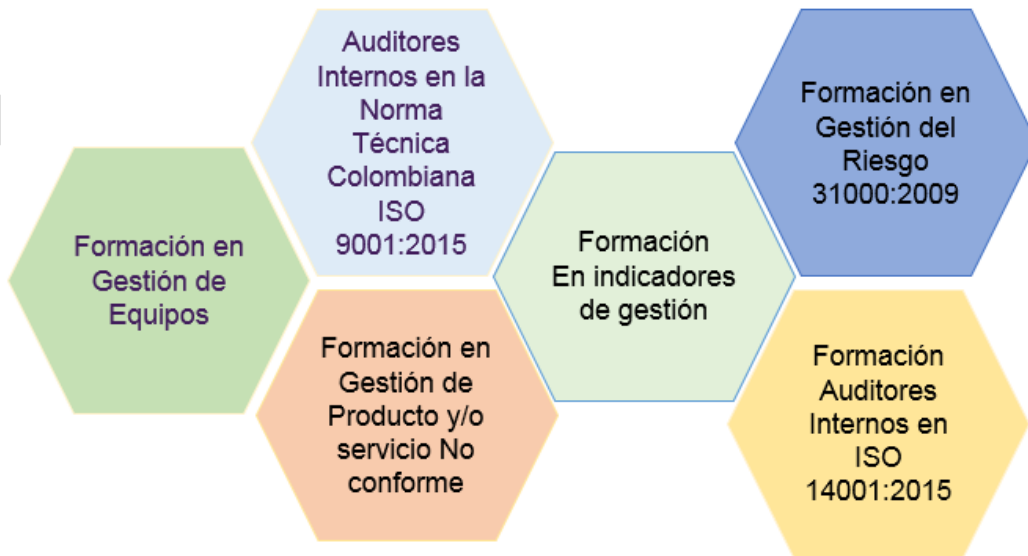 Formación en
Gestión de
Equipos
Auditores
Internos en la
Norma
Técnica
Colombiana
ISO
9001:2015
Formación en
Gestión de
Producto y/o
servicio No
conforme
Formación
En indicadores
de gestión
Formación en
Gestión del
Riesgo
31000:2009
Formación
Auditores
Internos en
ISO
14001:2015